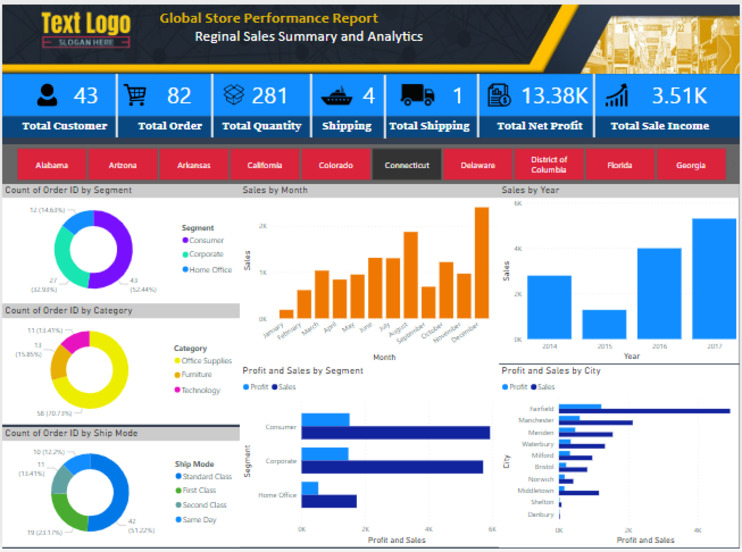 Text Logo
SLOGAN HERE
Global Store Performance Report
Reginal Sales Summary and Analytics
43
Total Customer
82
Total Order
281
Total Quantity
4
Shipping
1
Total Shipping
13.38K
Total Net Profit
3.51K
Total Sale Income
Alabama
Arizona
Arkansas
California
Colorado
Connecticut
Delaware
District of
Columbia
Florida
Georgia
Count of Order ID by Segment
12 (14.63%)
27
(32.93%)
43
(52.44%)
Segment
Consumer
Corporate
Home Office
Sales by Month
Sales
2K
1K
0K
January
February
March
April
May
June
July
August
September
October
November
December
Month
Sales by Year
Sales
6K
4K
2K
0K
2014
2015
2016
2017
Year
Count of Order ID by Category
11 (13.41%)
13
(15.85%)
58 (70.73%)
Category
Office Supplies
Furniture
Technology
Profit and Sales by Segment
Profit
Sales
Segment
Consumer
Corporate
Home Office
0K
2K
4K
6K
Profit and Sales
Profit and Sales by City
Profit
Sales
City
Fairfield
Manchester
Meriden
Waterbury
Milford
Bristol
Norwich
Middletown
Shelton
Danbury
0K
2K
4K
Profit and Sales
Count of Order ID by Ship Mode
10 (12.2%)
11
(13.41%)
19 (23.17%)
42
(51.22%)
Ship Mode
Standard Class
First Class
Second Class
Same Day